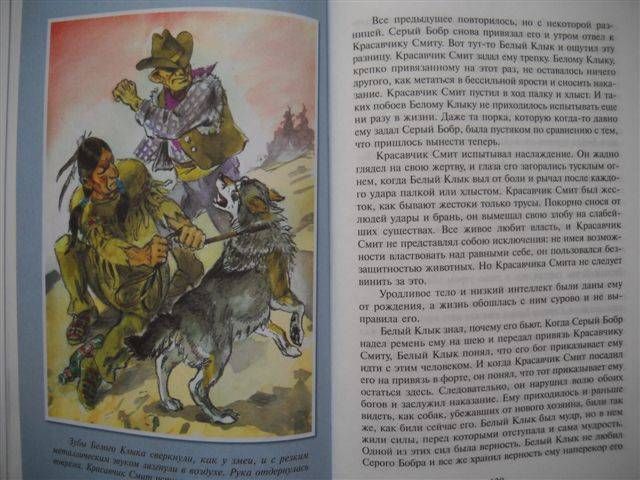 Зубы Белого Клыка сверкнули, как у змеи, и с резким
металлическим звуком лязгнули в воздухе. Рука отдернулась
вовремя. Красавчик Смит
Все предыдущее повторилось, но с некоторой раз-
ницей. Серый Бобр снова привязал его и утром отвел к
Красавчику Смиту. Вот тут-то Белый Клык и ощутил эту
разницу. Красавчик Смит задал ему трепку. Белому Клыку,
крепко привязанному на этот раз, не оставалось ничего
другого, как метаться в бессильной ярости и сносить нака-
зание. Красавчик Смит пустил в ход палку и хлыст. И та-
ких побоев Белому Клыку не приходилось испытывать еще
ни разу в жизни. Даже та порка, которую когда-то давно
ему задал Серый Бобр, была пустяком по сравнению с тем,
что пришлось вынести теперь.
Красавчик Смит испытывал наслаждение. Он жадно
глядел на свою жертву, и глаза его загорались тусклым ог-
нем, когда Белый Клык выл от боли и рычал после каждо-
удара палкой или хлыстом. Красавчик Смит был жес-
ток, как бывают жестоки только трусы. Покорно снося от
людей удары и брань, он вымещал свою злобу на слабей-
ших существах. Все живое любит власть, и Красавчик
Смит не представлял собою исключения: не имея возмож-
ности властвовать над равными себе, он пользовался без-
защитностью животных. Но Красавчика Смита не следует
винить за это.
Уродливое тело и низкий интеллект были даны ему
от рождения, а жизнь обошлась с ним сурово и не вы-
правила его.
Белый Клык знал, почему его бьют. Когда Серый Бобр
надел ремень ему на шею и передал привязь Красавчику
Смиту, Белый Клык понял, что его бог приказывает ему
идти с этим человеком. И когда Красавчик Смит посадил
его на привязь в форте, он понял, что тот приказывает ему
остаться здесь. Следовательно, он нарушил волю обоих
богов и заслужил наказание. Ему приходилось и раньше
видеть, как собак, убежавших от нового хозяина, били так
же, как били сейчас его. Белый Клык был мудр, но в нем
жили силы, перед которыми отступала и сама мудрость.
Одной из этих сил была верность. Белый Клык не любил
Серого Бобра и все же хранил верность ему наперекор его